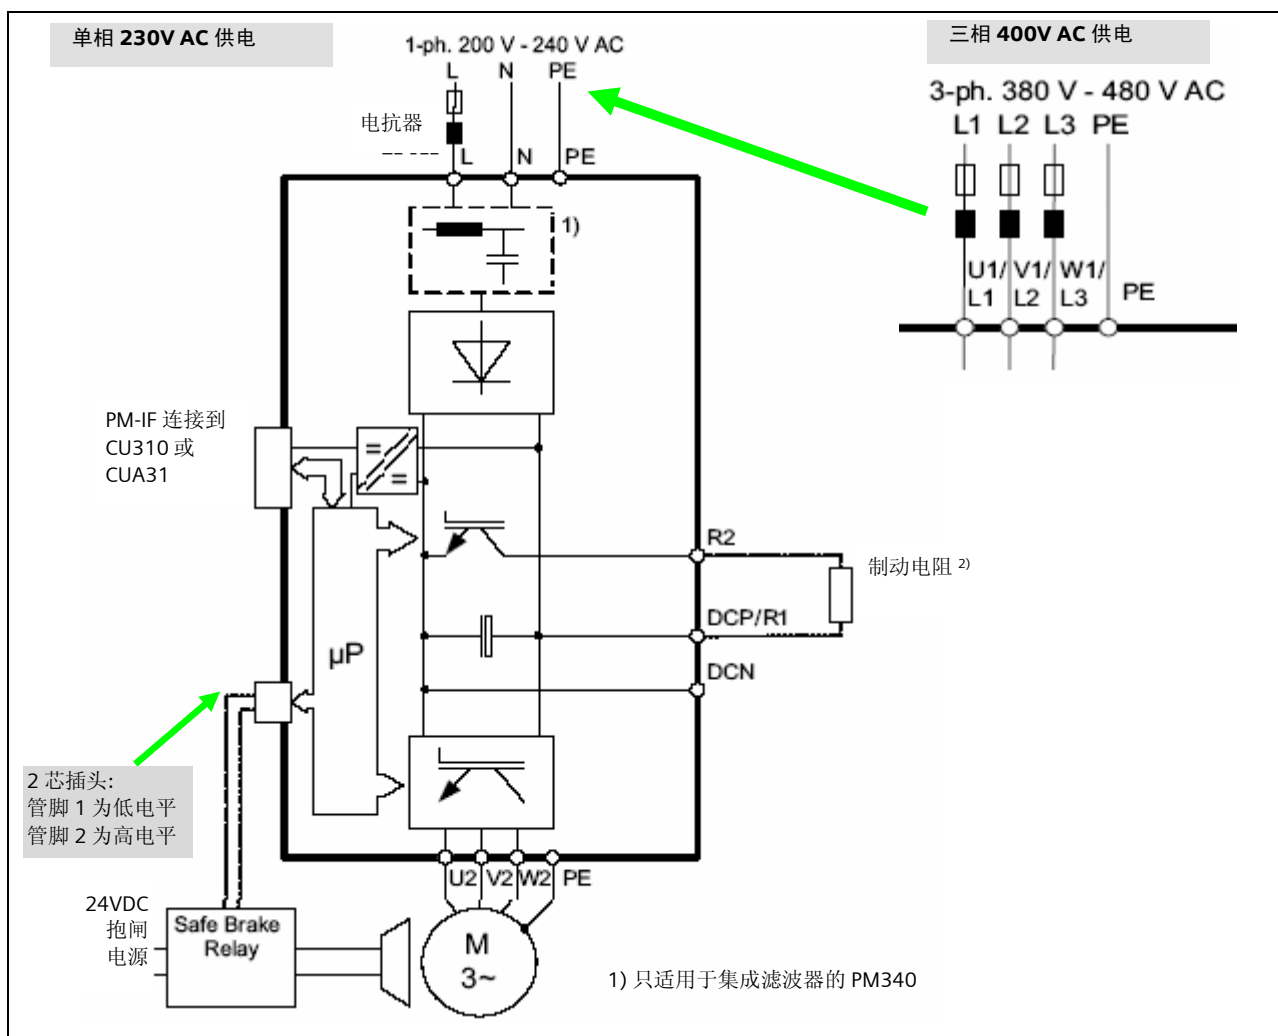 单相 230V AC 供电
三相 400V AC 供电
1-ph. 200 V - 240 V AC
L N PE
3-ph. 380 V - 480 V AC
L1 L2 L3 PE
电抗器
L N PE
1)
U1/ V1/ W1/
L1 L2 L3 PE
PM-IF 连接到
CU310 或
CUA31
=
=
R2
制动电阻 2)
DCP/R1
µP
DCN
2 芯插头:
管脚 1 为低电平
管脚 2 为高电平
U2 V2 W2 PE
24VDC
抱闸
电源
Safe Brake
Relay
M
3~
1) 只适用于集成滤波器的 PM340